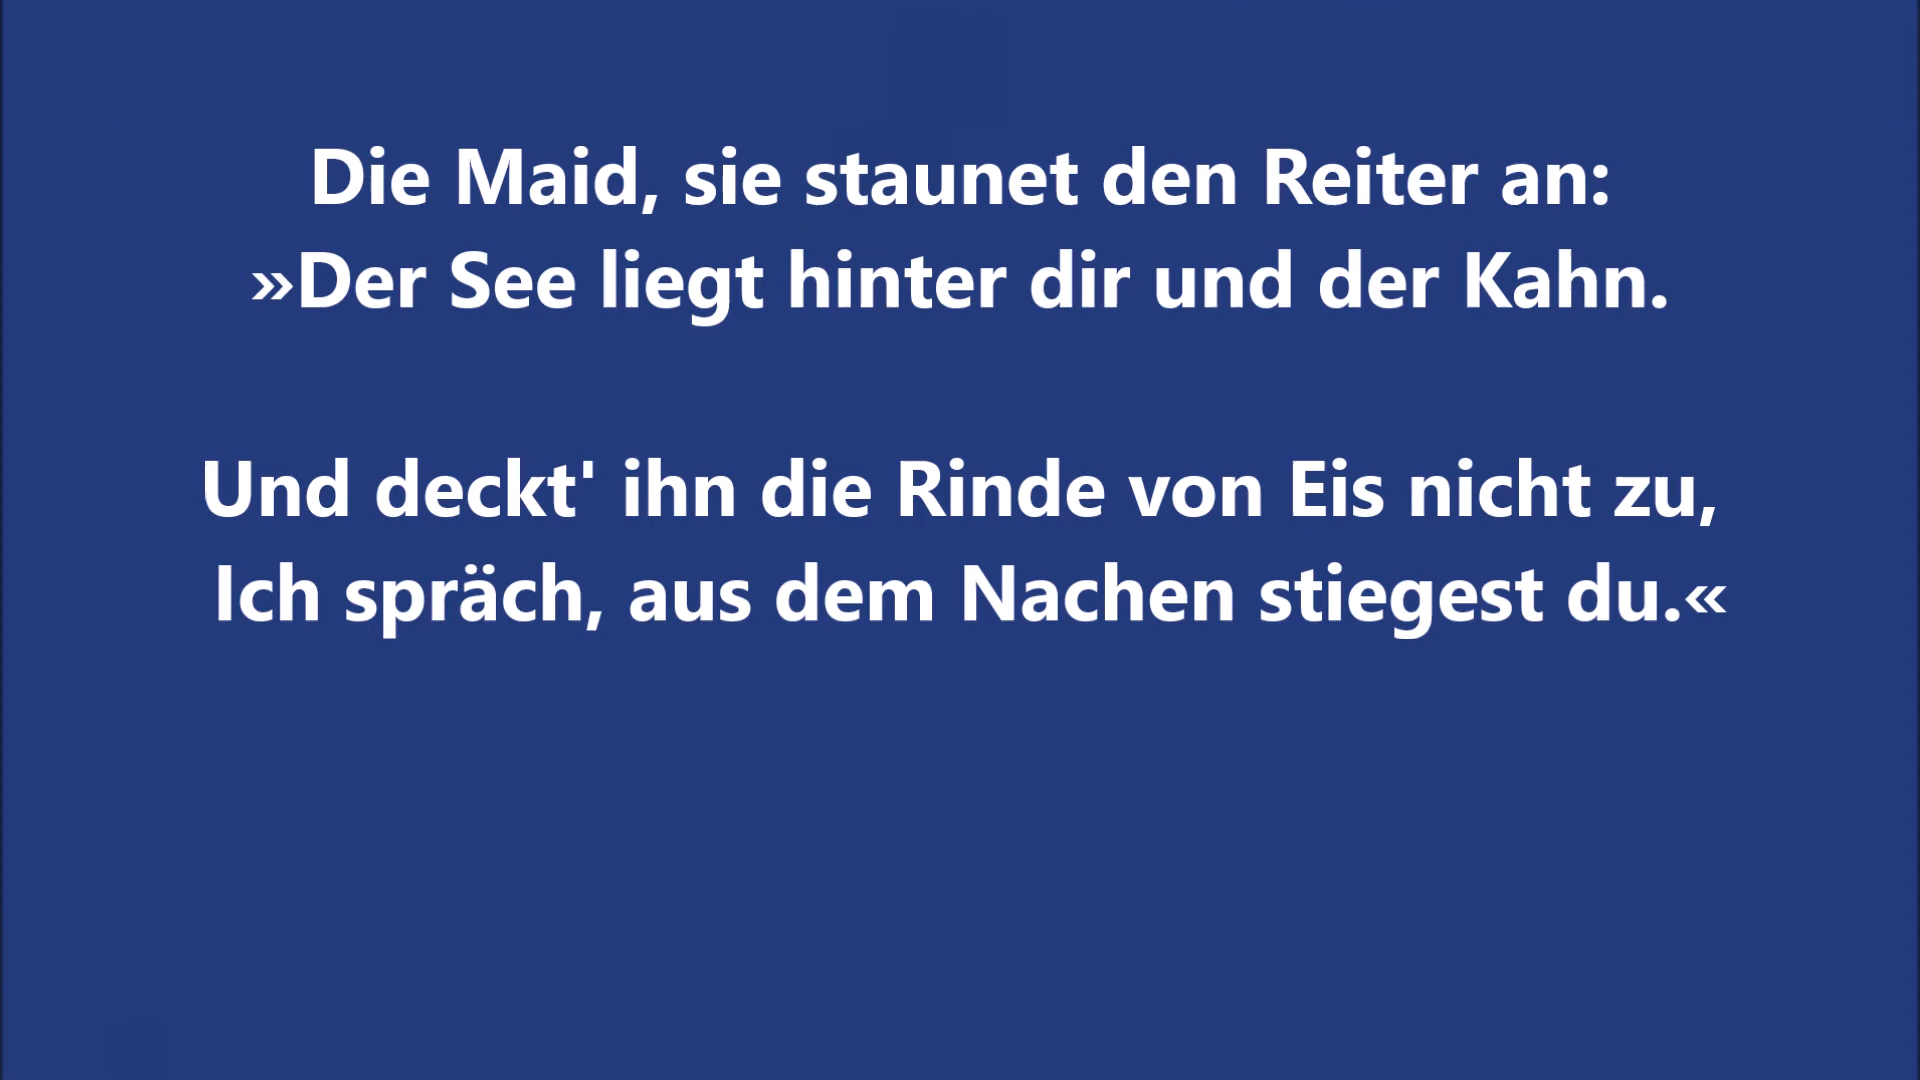 Die Maid, sie staunet den Reiter an:
»Der See liegt hinter dir und der Kahn.
Und deckt' ihn die Rinde von Eis nicht zu,
Ich spräch, aus dem Nachen stiegest du.«